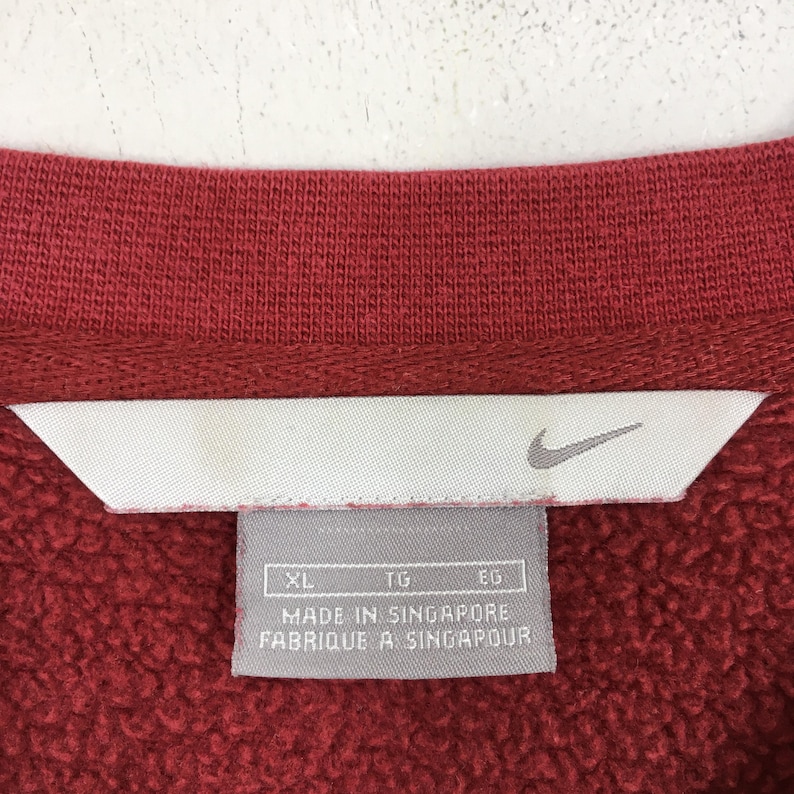 XL TG EG
MADE IN SINGAPORE
FABRIQUE A SINGAPOUR